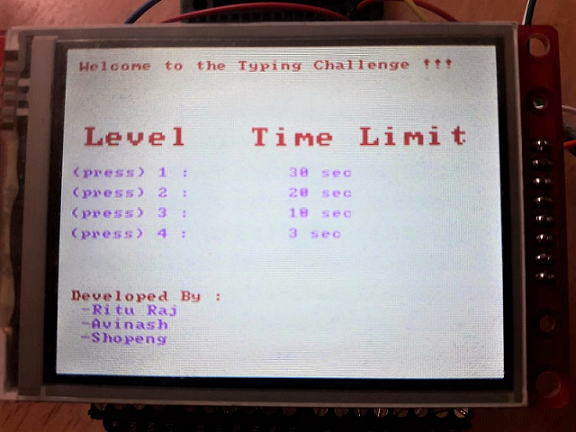 Welcome to the Typing Challenge !!!
Level Time Limit
(press) 1 : 30 sec
(press) 2 : 20 sec
(press) 3 : 10 sec
(press) 4 : 3 sec
Developed By :
-Ritu Raj
-Avinash
-Shopeng